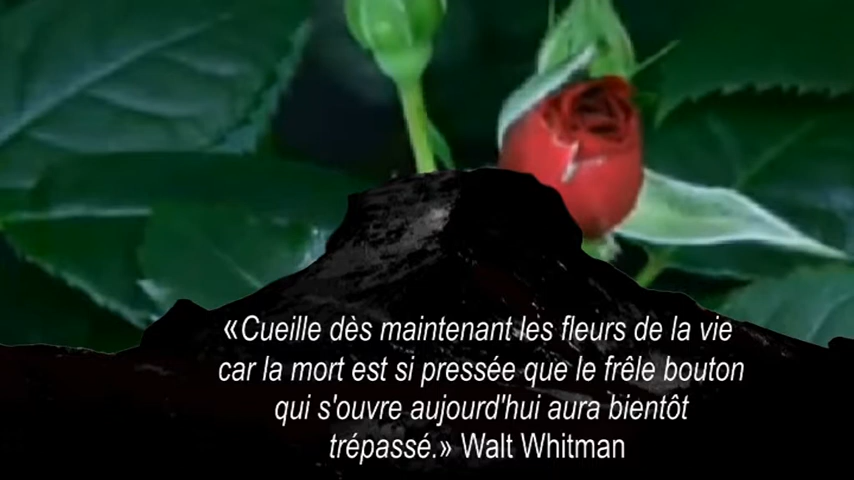 «Cueille dès maintenant les fleurs de la vie
car la mort est si pressée que le frêle bouton
qui s'ouvre aujourd'hui aura bientôt
trépassé.» Walt Whitman